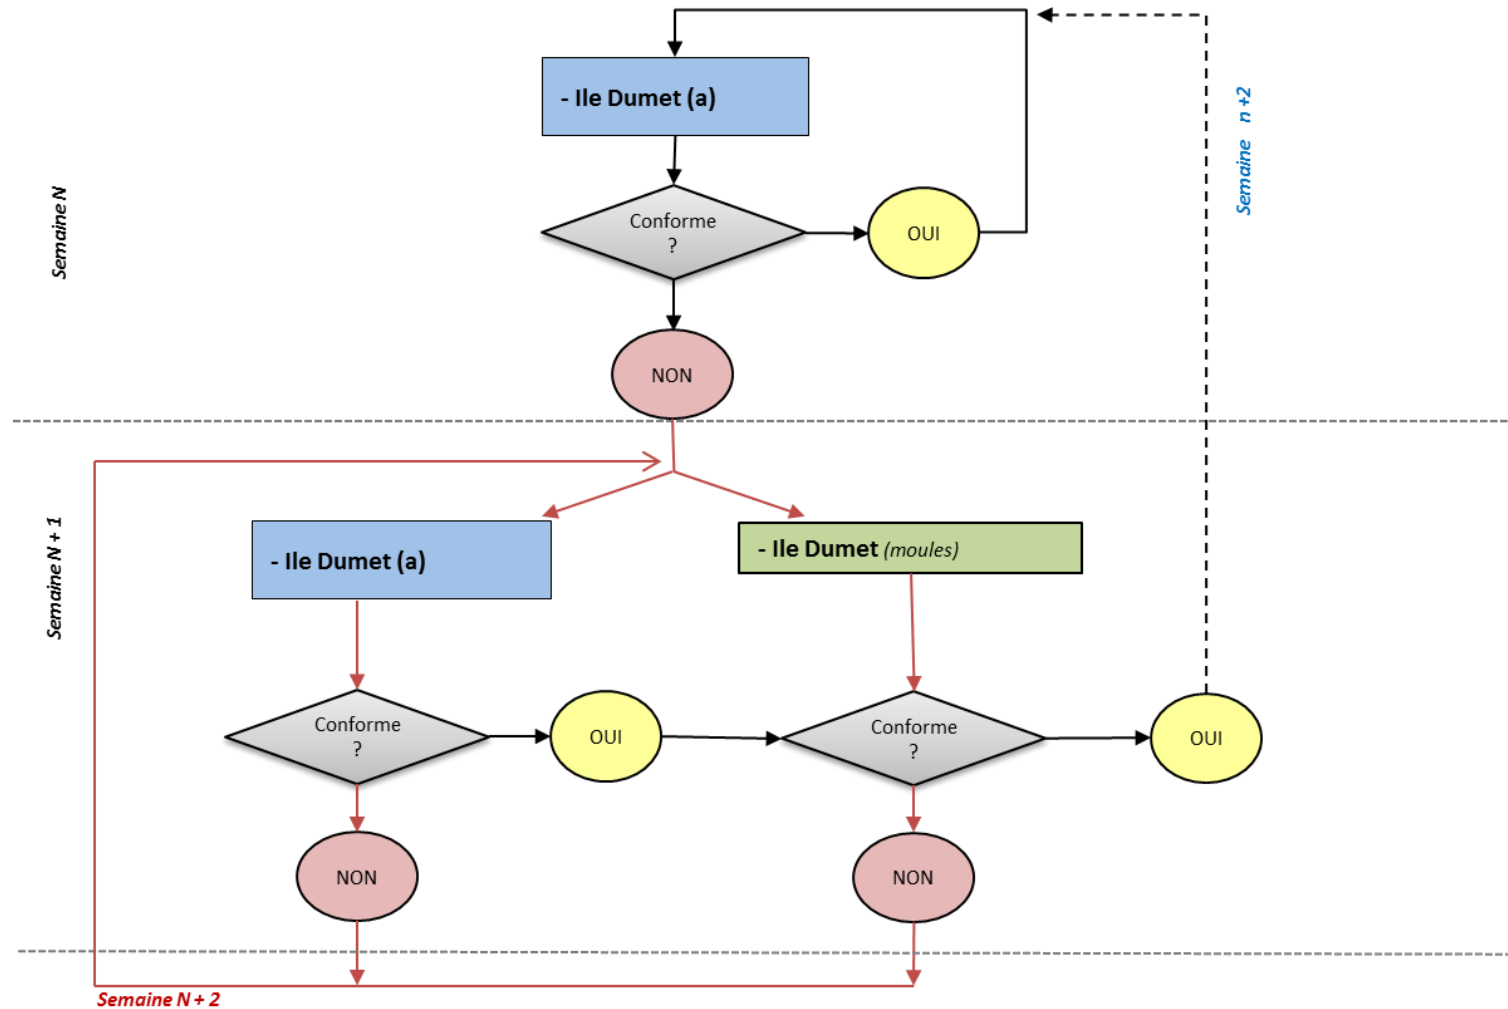 - Ile Dumet (a)
Semaine n +2
Semaine N
Conforme
?
OUI
NON
Semaine N + 1
- Ile Dumet (a)
- Ile Dumet (moules)
Conforme
?
OUI
Conforme
?
OUI
NON
NON
Semaine N + 2